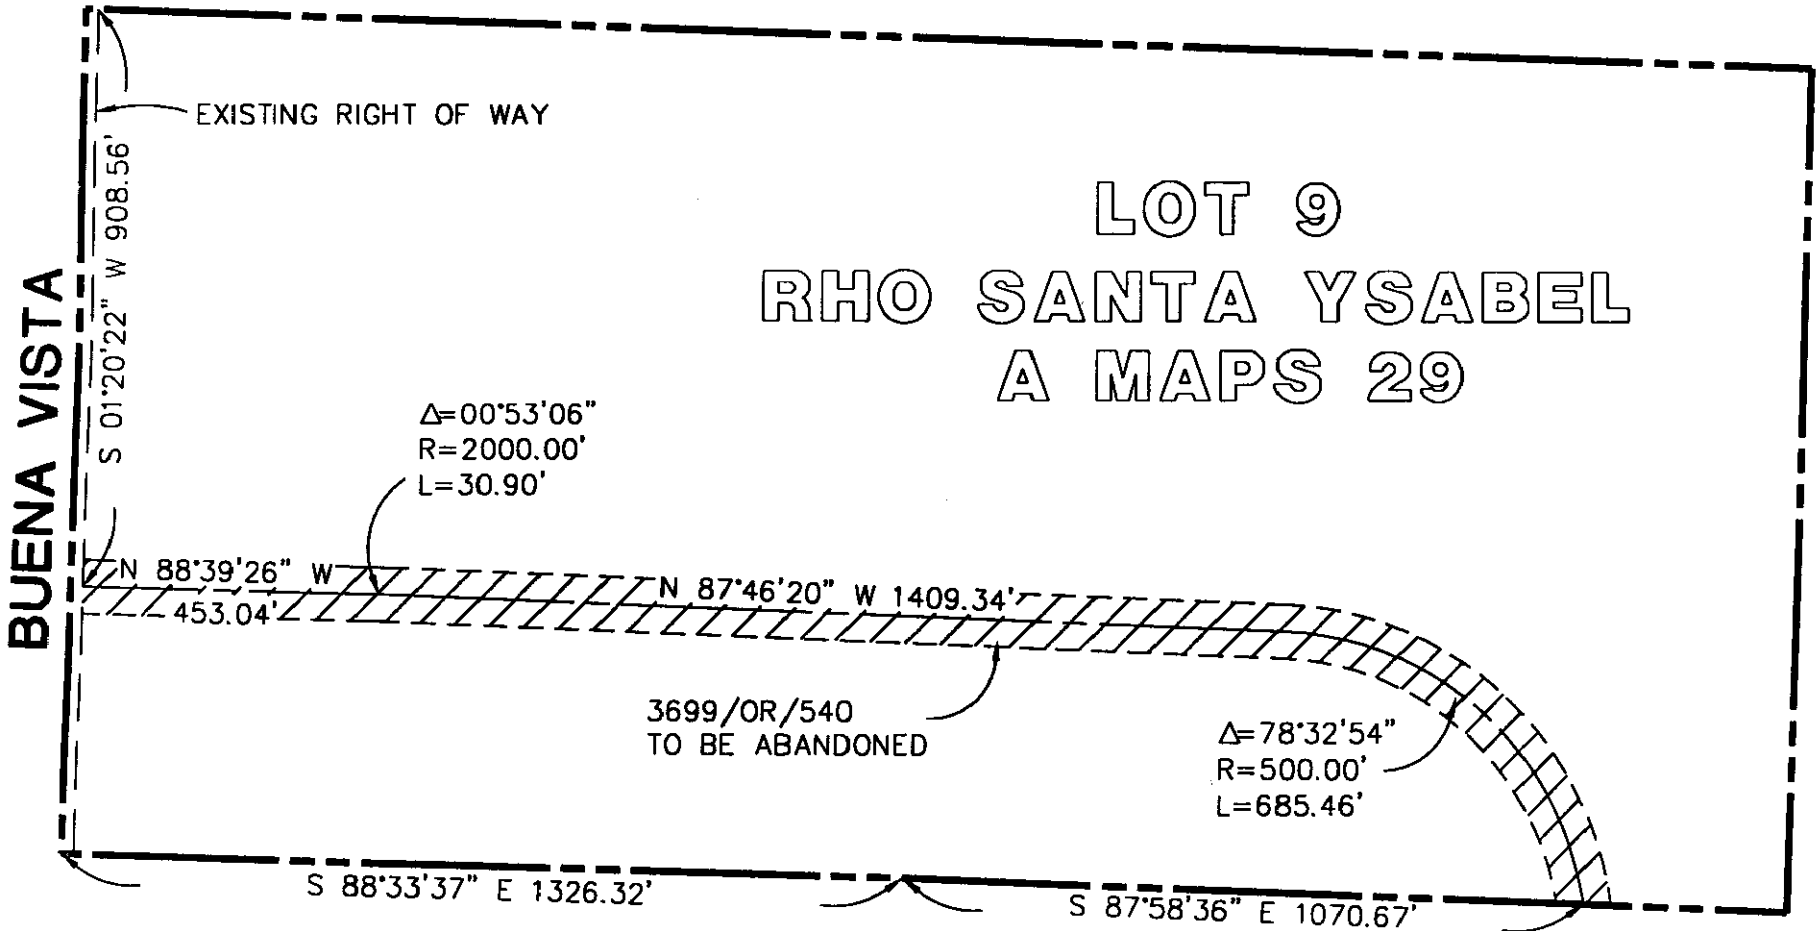 EXISTING RIGHT OF WAY
S 01°20'22" W 908.56'
BUENA VISTA
LOT 9
RHO SANTA YSABEL
A MAPS 29
Δ=00°53'06"
R=2000.00'
L=30.90'
N 88°39'26" W
453.04'
N 87°46'20" W 1409.34'
3699/OR/540
TO BE ABANDONED
Δ=78°32'54"
R=500.00'
L=685.46'
S 88°33'37" E 1326.32'
S 87°58'36" E 1070.67'